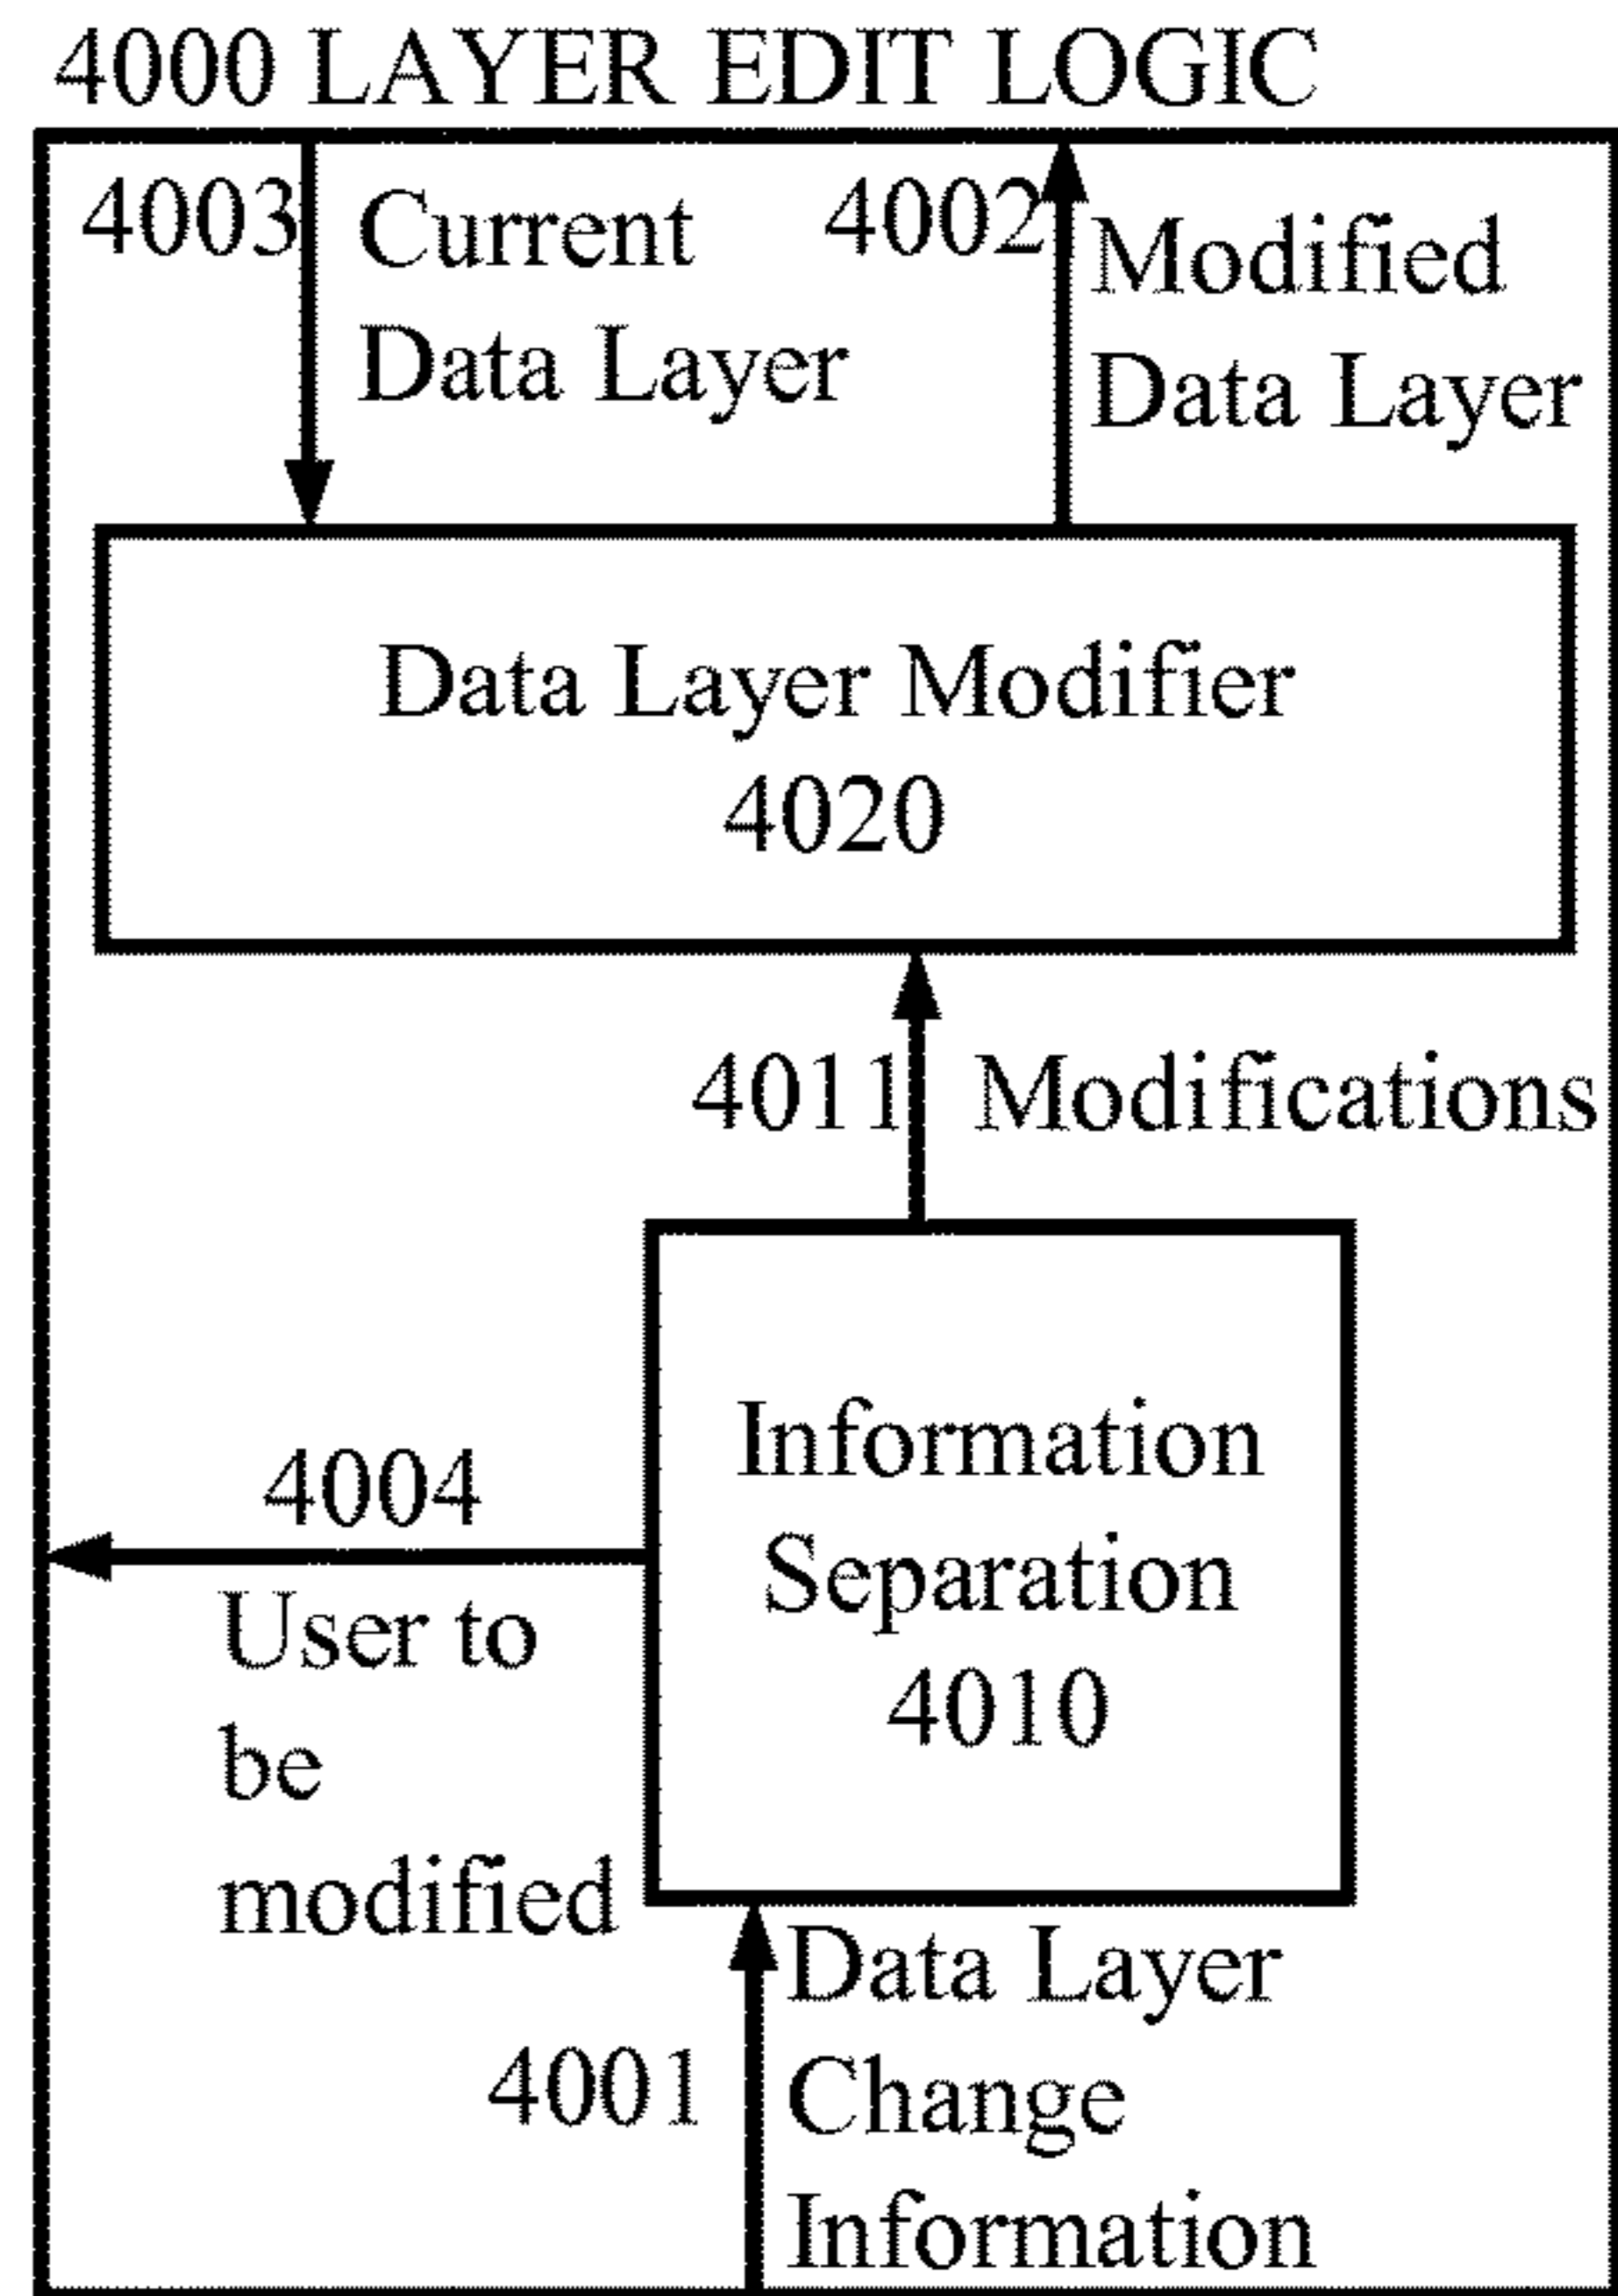 4000 LAYER EDIT LOGIC
4003
Current
Data Layer
4002
Modified
Data Layer
Data Layer Modifier
4020
4011
Modifications
Information
Separation
4010
4004
User to
be
modified
4001
Data Layer
Change
Information